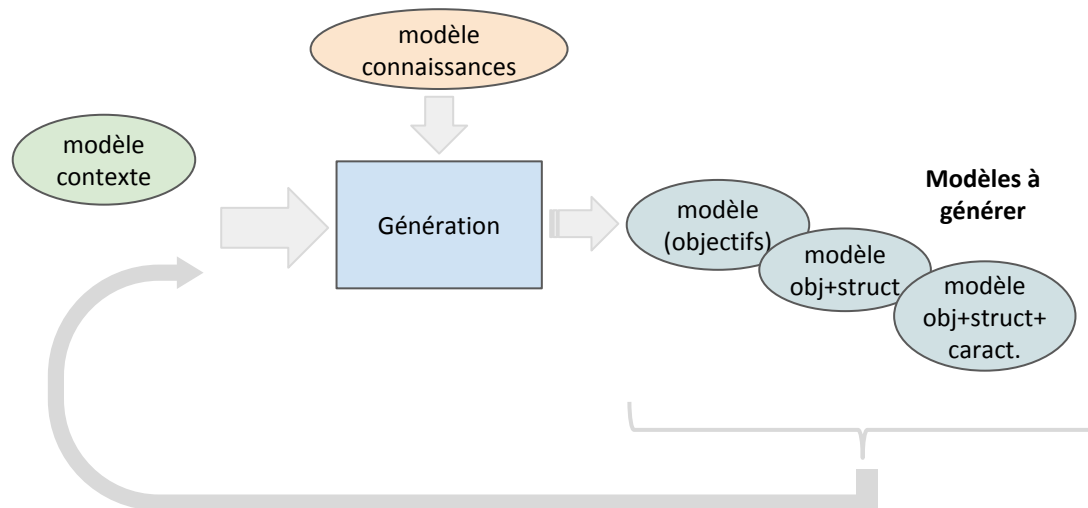 modèle
connaissances
modèle
contexte
Génération
Modèles à
générer
modèle
(objectifs)
modèle
obj+struct
modèle
obj+struct+
caract.